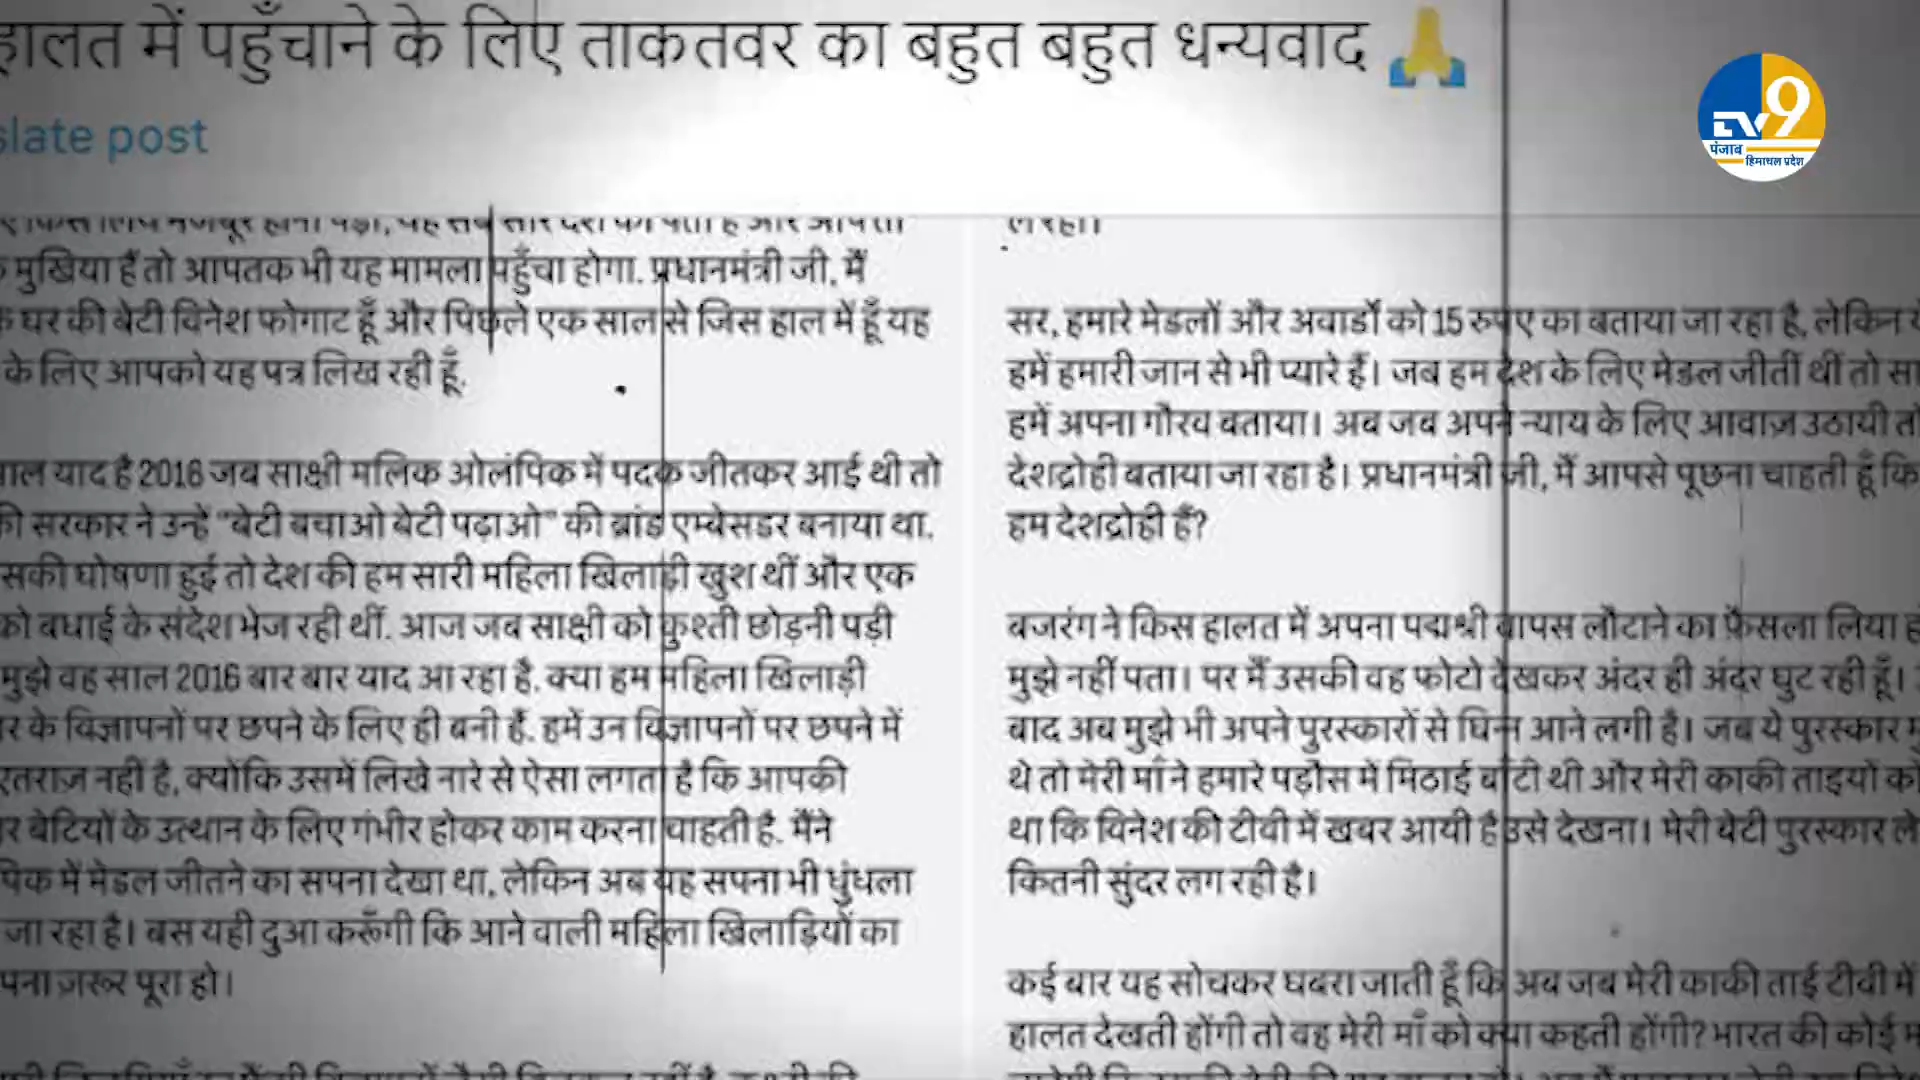 हालत में पहुँचाने के लिए ताकतवर का बहुत बहुत धन्यवाद 🙏
slate post
TV9
पंजाब
हिमाचल प्रदेश
मुखिया हैं तो आपतक भी यह मामला पहुँचा होगा. प्रधानमंत्री जी, मैं
घर की बेटी विनेश फोगाट हूँ और पिछले एक साल से जिस हाल में हूँ यह
के लिए आपको यह पत्र लिख रही हूँ.
साल याद है 2016 जब साक्षी मलिक ओलंपिक में पदक जीतकर आई थी तो
की सरकार ने उन्हें "बेटी बचाओ बेटी पढ़ाओ" की ब्रांड एम्बेसडर बनाया था.
सकी घोषणा हुई तो देश की हम सारी महिला खिलाड़ी खुश थीं और एक
को बधाई के संदेश भेज रही थीं. आज जब साक्षी को कुश्ती छोड़नी पड़ी
मुझे वह साल 2016 बार बार याद आ रहा है. क्या हम महिला खिलाड़ी
र के विज्ञापनों पर छपने के लिए ही बनी हैं. हमें उन विज्ञापनों पर छपने में
एतराज नहीं है, क्योंकि उसमें लिखे नारे से ऐसा लगता है कि आपकी
र बेटियों के उत्थान के लिए गंभीर होकर काम करना चाहती है. मैंने
पिक में मेडल जीतने का सपना देखा था, लेकिन अब यह सपना भी धुंधला
जा रहा है। बस यही दुआ करूँगी कि आने वाली महिला खिलाड़ियों का
पना ज़रूर पूरा हो।
सर, हमारे मेडलों और अवार्डों को 15 रुपए का बताया जा रहा है, लेकिन
हमें हमारी जान से भी प्यारे हैं। जब हम देश के लिए मेडल जीतीं थीं तो सा
हमें अपना गौरव बताया। अब जब अपने न्याय के लिए आवाज़ उठायी तो
देशद्रोही बताया जा रहा है। प्रधानमंत्री जी, मैं आपसे पूछना चाहती हूँ कि
हम देशद्रोही हैं?
बजरंग ने किस हालत में अपना पद्मश्री वापस लौटाने का फ़ैसला लिया
मुझे नहीं पता। पर मैं उसकी वह फोटो देखकर अंदर ही अंदर घुट रही हूँ।
बाद अब मुझे भी अपने पुरस्कारों से घिन्न आने लगी है। जब ये पुरस्कार
थे तो मेरी माँ ने हमारे पड़ौस में मिठाई बाँटी थी और मेरी काकी ताइयों को
था कि विनेश की टीवी में खबर आयी है उसे देखना। मेरी बेटी पुरस्कार ले
कितनी सुंदर लग रही है।
कई बार यह सोचकर घबरा जाती हूँ कि अब जब मेरी काकी ताई टीवी में
हालत देखती होंगी तो वह मेरी माँ को क्या कहती होंगी? भारत की कोई